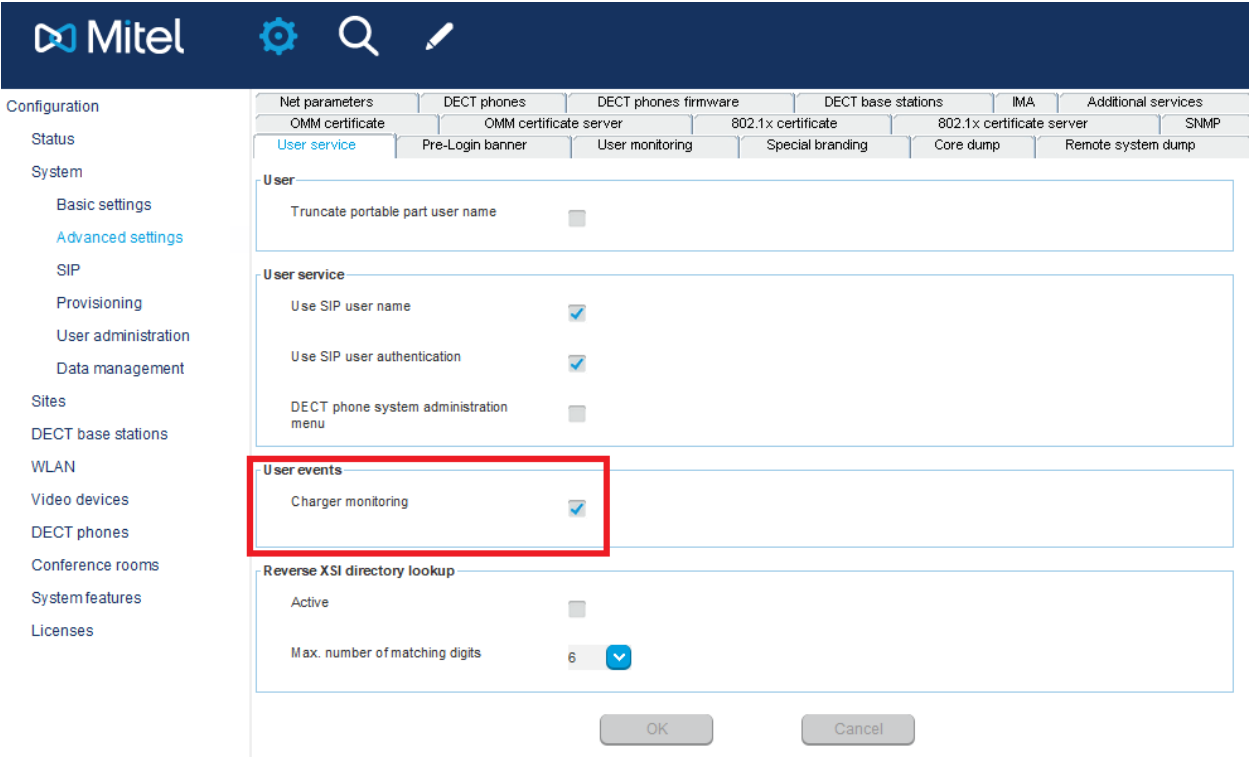 Mitel
Configuration
Status
System
Basic settings
Advanced settings
SIP
Provisioning
User administration
Data management
Sites
DECT base stations
WLAN
Video devices
DECT phones
Conference rooms
System features
Licenses
Net parameters DECT phones DECT phones firmware DECT base stations IMA Additional services
OMM certificate OMM certificate server 802.1x certificate 802.1x certificate server SNMP
User service Pre-Login banner User monitoring Special branding Core dump Remote system dump
User
Truncate portable part user name
User service
Use SIP user name
Use SIP user authentication
DECT phone system administration
menu
User events
Charger monitoring
Reverse XSI directory lookup
Active
Max. number of matching digits 6
OK Cancel